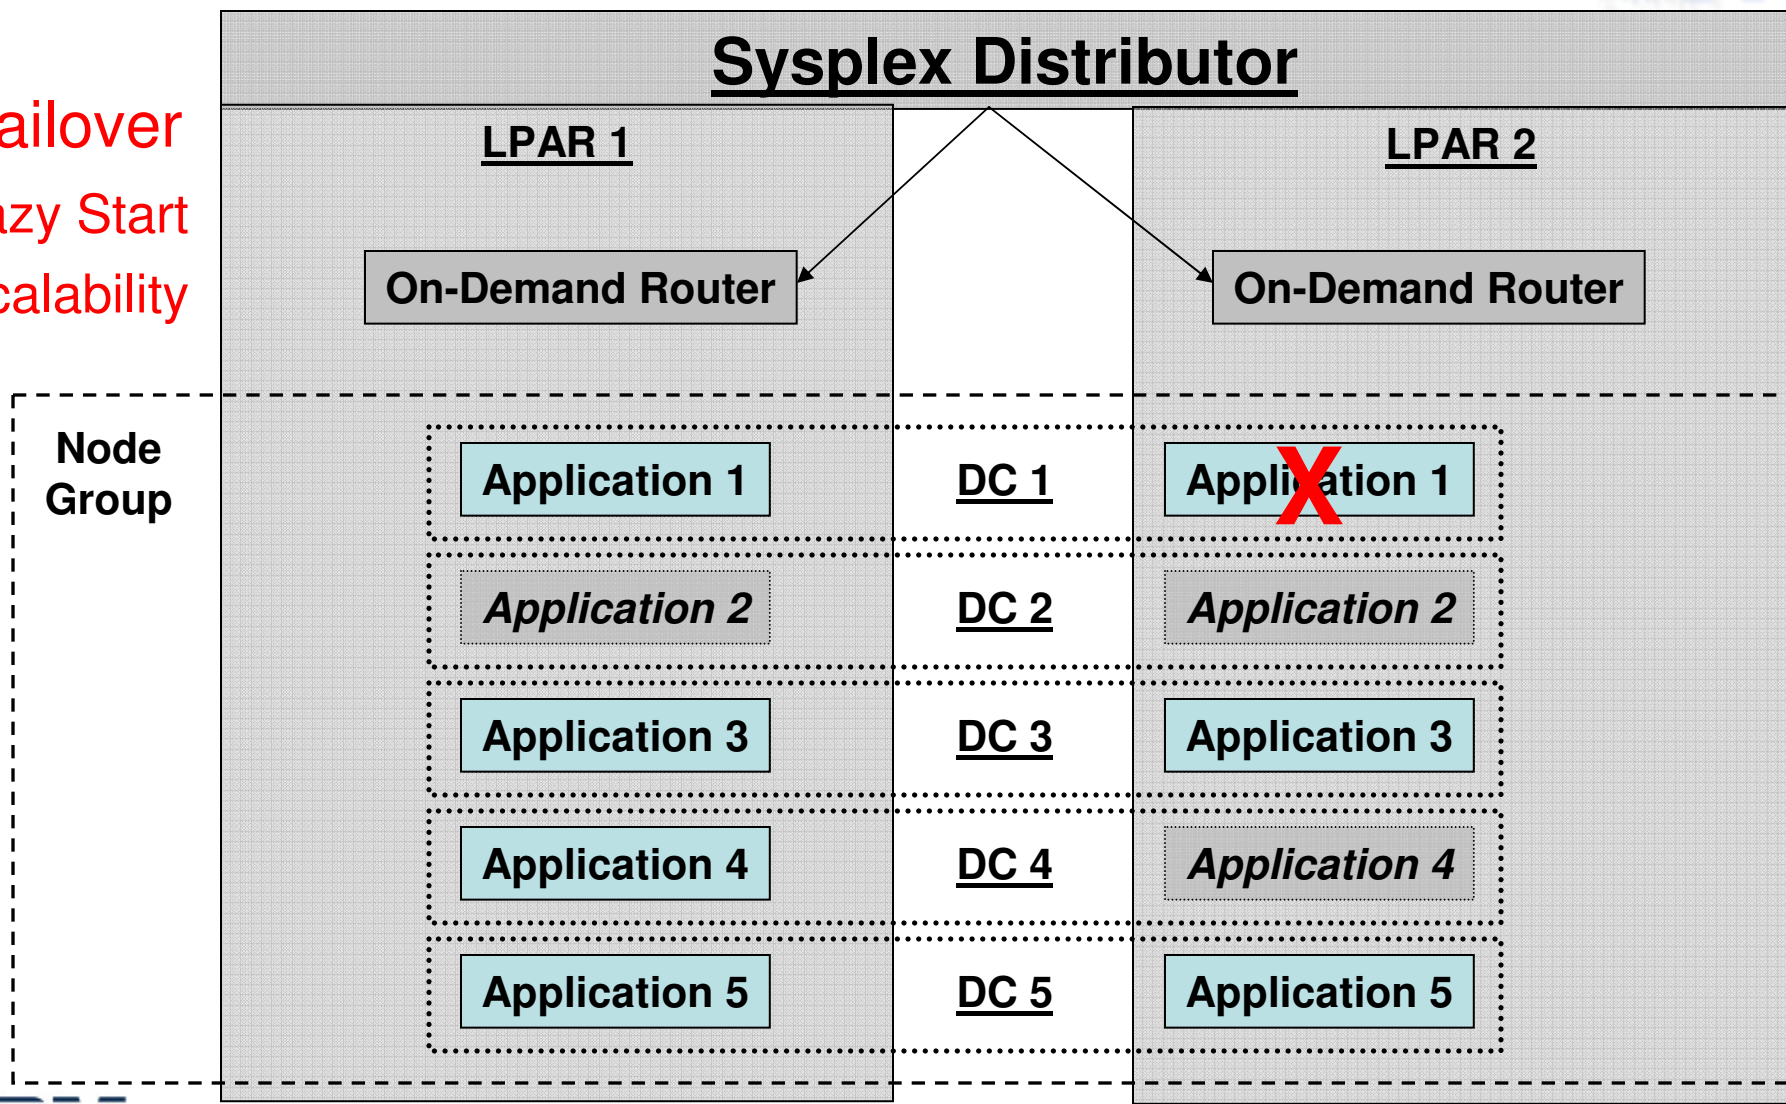 Sysplex Distributor
ailover
azy Start
calability
LPAR 1
LPAR 2
On-Demand Router
On-Demand Router
Node
Group
Application 1
DC 1
Application 1
X
Application 2
DC 2
Application 2
Application 3
DC 3
Application 3
Application 4
DC 4
Application 4
Application 5
DC 5
Application 5